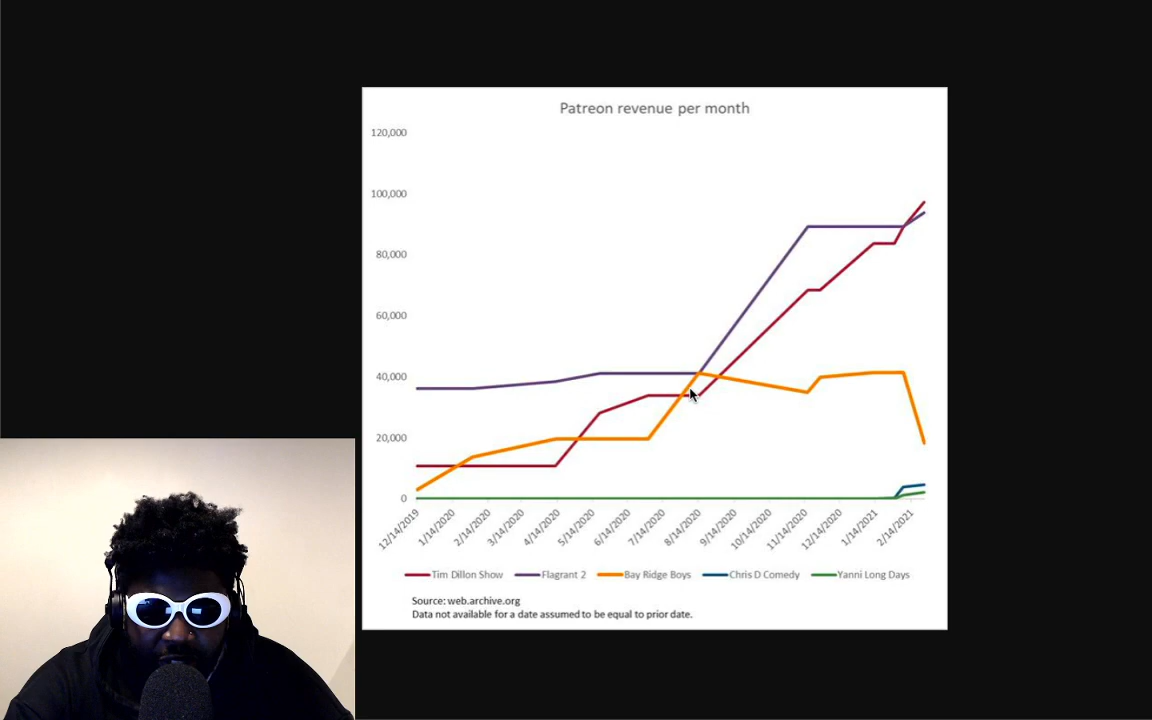 Patreon revenue per month
120,000
100,000
80,000
60,000
40,000
20,000
0
12/14/2019 1/14/2020 2/14/2020 3/14/2020 4/14/2020 5/14/2020 6/14/2020 7/14/2020 8/14/2020 9/14/2020 10/14/2020 11/14/2020 12/14/2020 1/14/2021 2/14/2021
Tim Dillon Show Flagrant 2 Bay Ridge Boys Chris D Comedy Yanni Long Days
Source: web.archive.org
Data not available for a date assumed to be equal to prior date.